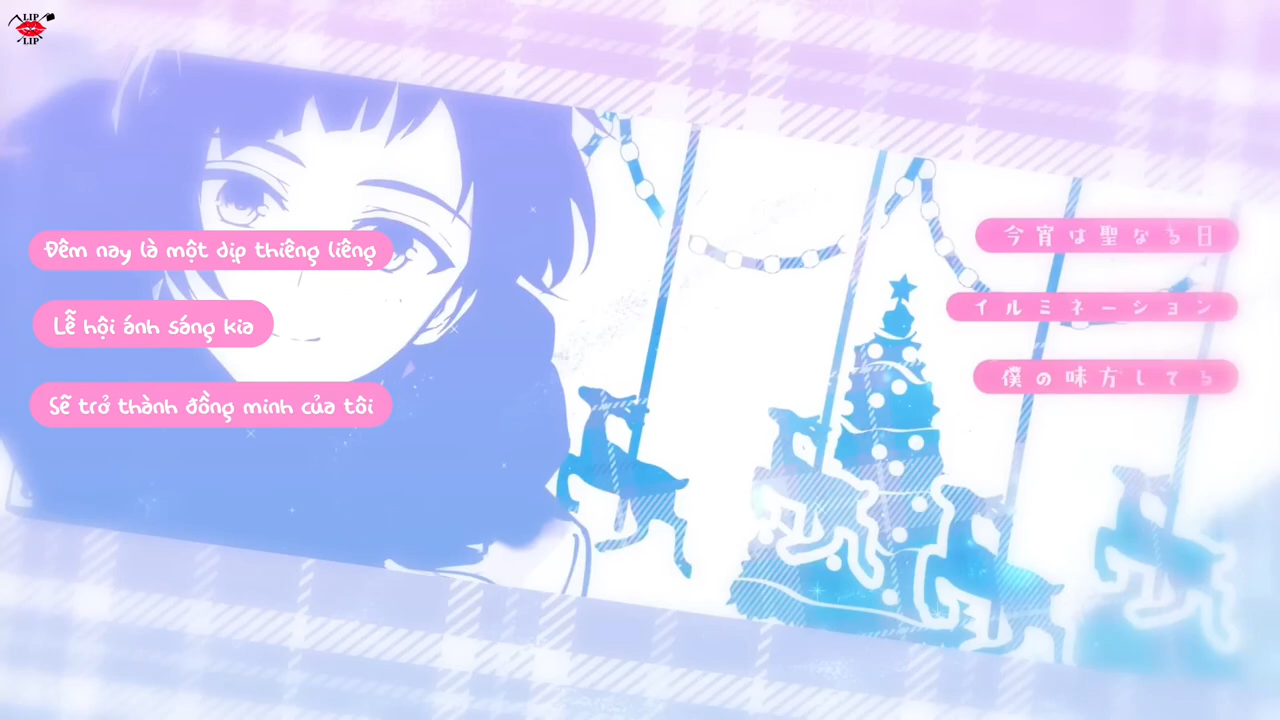 LIP
LIP
Đêm nay là một dịp thiêng liêng
Lễ hội ánh sáng kia
Sẽ trở thành đồng minh của tôi
今宵は聖なる日
イルミネーション
僕の味方してる